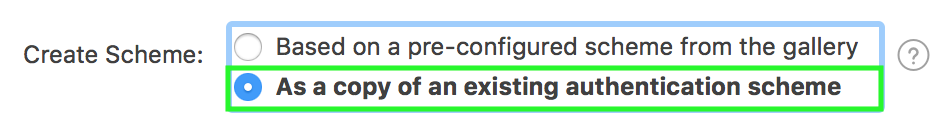 Create Scheme:
Based on a pre-configured scheme from the gallery
As a copy of an existing authentication scheme
?